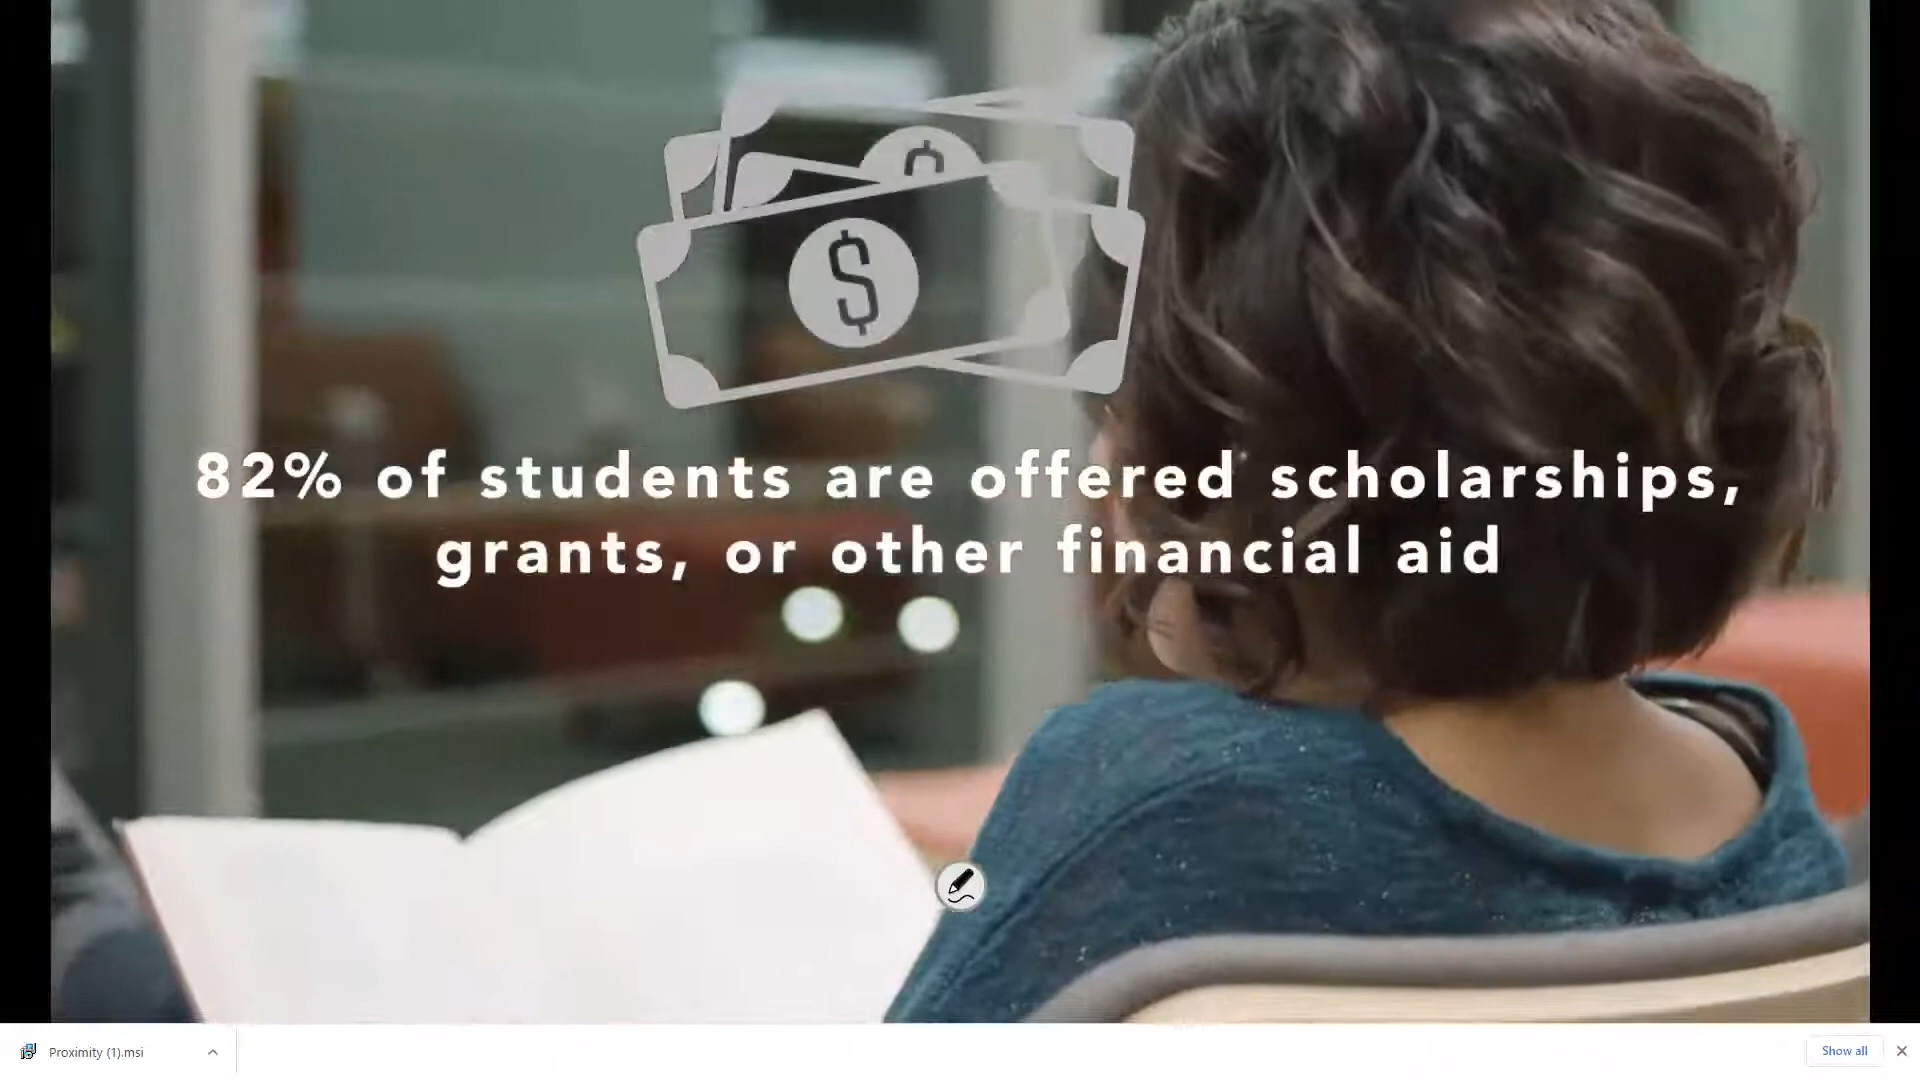 $
$
82% of students are offered scholarships,
grants, or other financial aid
Proximity (1).msi
Show all